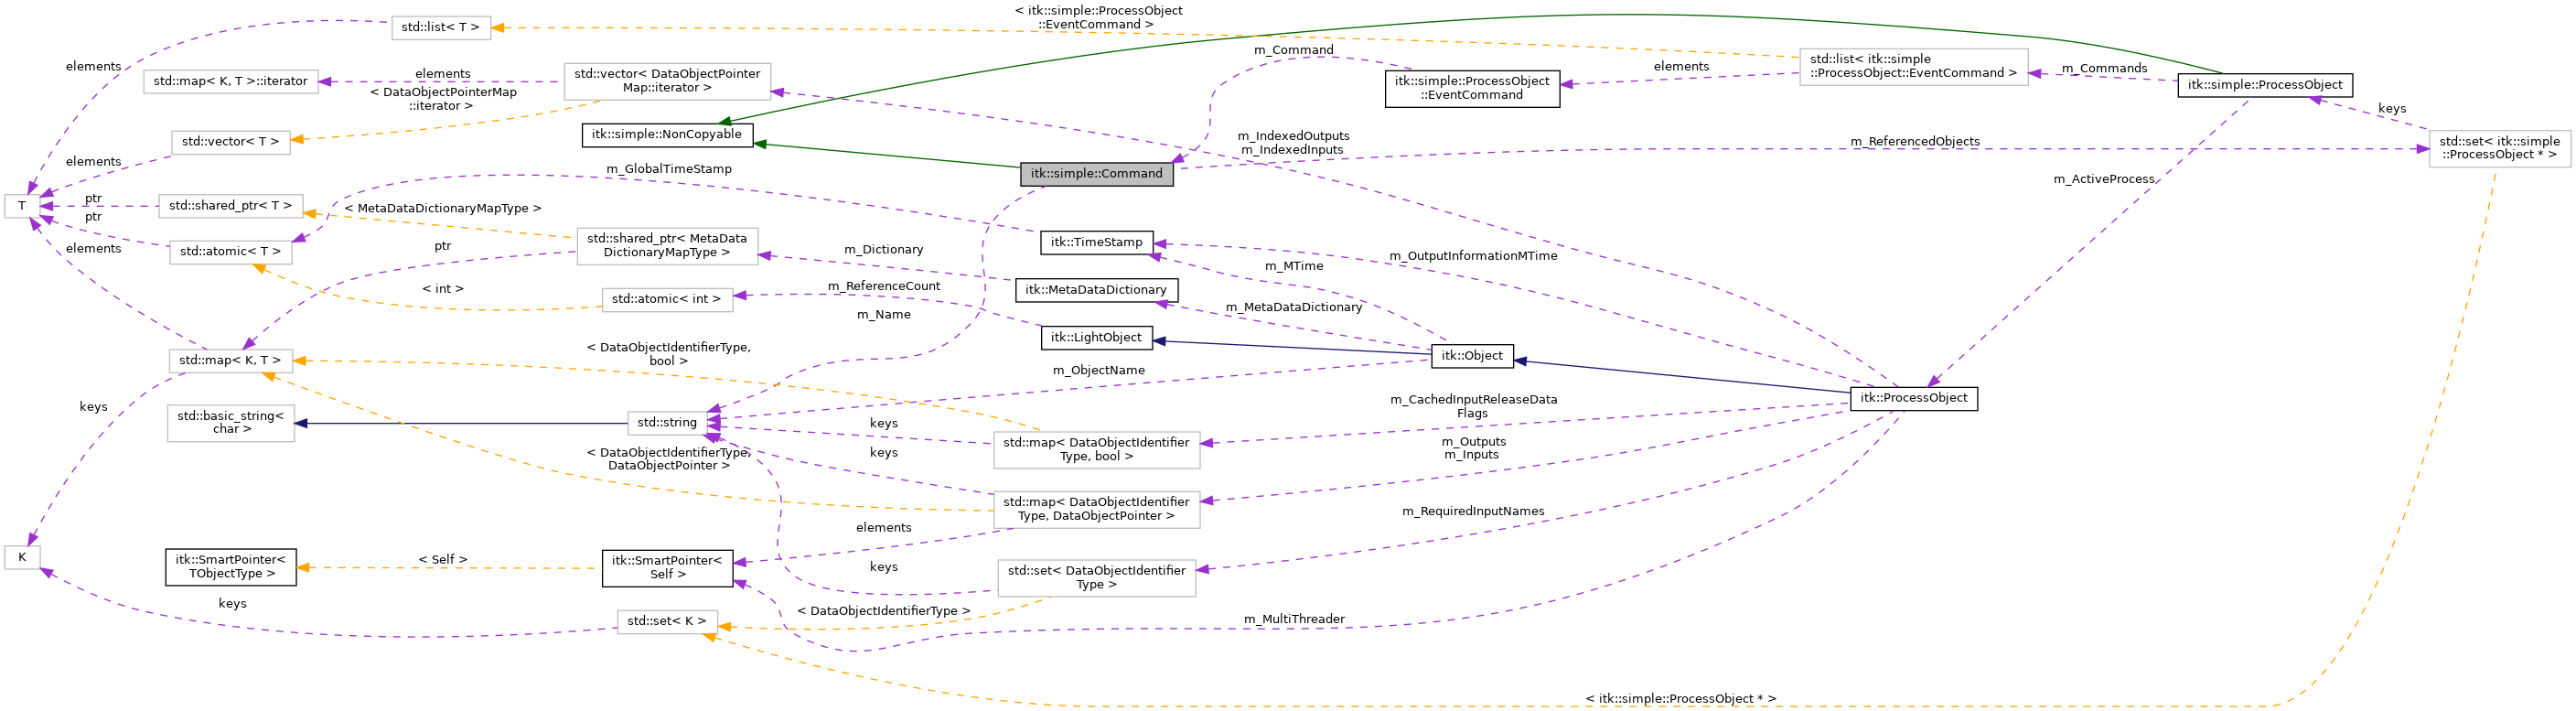 < itk::simple::ProcessObject
::EventCommand >
std::list< T >
m_Command
std::list< itk::simple
::ProcessObject::EventCommand >
elements
std::map< K, T >::iterator
elements
std::vector< DataObjectPointer
Map::iterator >
itk::simple::ProcessObject
::EventCommand
elements
m_Commands
itk::simple::ProcessObject
< DataObjectPointerMap
::iterator >
keys
std::vector< T >
itk::simple::NonCopyable
m_IndexedOutputs
m_IndexedInputs
m_ReferencedObjects
std::set< itk::simple
::ProcessObject * >
elements
m_GlobalTimeStamp
itk::simple::Command
m_ActiveProcess
T
ptr
std::shared_ptr< T >
< MetaDataDictionaryMapType >
ptr
std::atomic< T >
elements
ptr
std::shared_ptr< MetaData
DictionaryMapType >
m_Dictionary
itk::TimeStamp
m_OutputInformationMTime
m_MTime
< int >
std::atomic< int >
m_ReferenceCount
itk::MetaDataDictionary
m_MetaDataDictionary
m_Name
itk::LightObject
std::map< K, T >
< DataObjectIdentifierType,
bool >
itk::Object
m_ObjectName
itk::ProcessObject
keys
std::basic_string<
char >
std::string
keys
m_CachedInputReleaseData
Flags
std::map< DataObjectIdentifier
Type, bool >
< DataObjectIdentifierType,
DataObjectPointer >
keys
m_Outputs
m_Inputs
std::map< DataObjectIdentifier
Type, DataObjectPointer >
elements
m_RequiredInputNames
K
itk::SmartPointer<
TObjectType >
< Self >
itk::SmartPointer<
Self >
keys
std::set< DataObjectIdentifier
Type >
keys
std::set< K >
< DataObjectIdentifierType >
m_MultiThreader
< itk::simple::ProcessObject * >